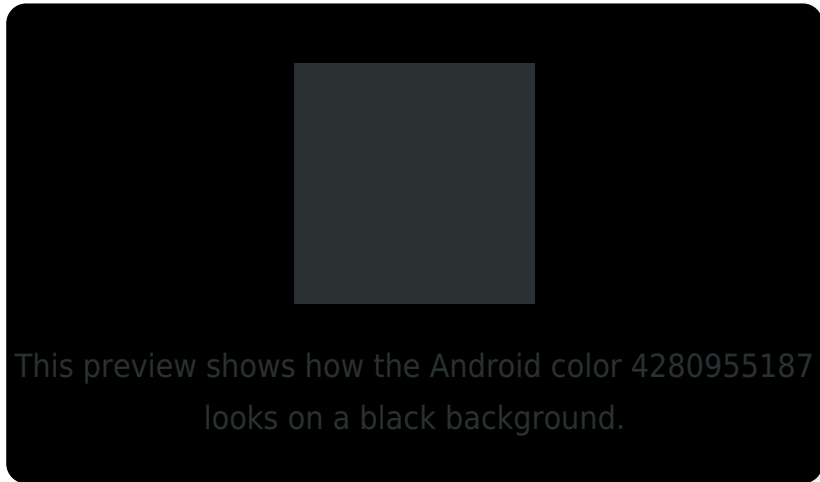 This preview shows how the Android color 4280955187
looks on a black background.